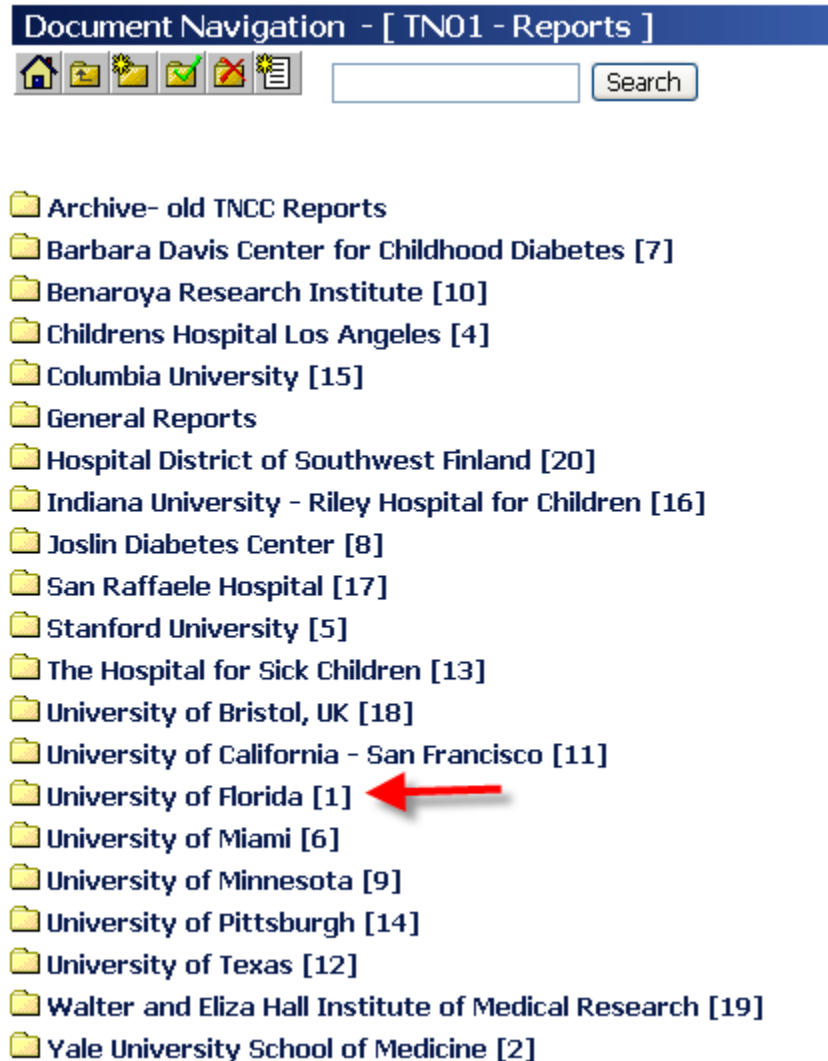 Document Navigation - [ TN01 - Reports ]
Search
Archive- old TNCC Reports
Barbara Davis Center for Childhood Diabetes [7]
Benaroya Research Institute [10]
Childrens Hospital Los Angeles [4]
Columbia University [15]
General Reports
Hospital District of Southwest Finland [20]
Indiana University - Riley Hospital for Children [16]
Joslin Diabetes Center [8]
San Raffaele Hospital [17]
Stanford University [5]
The Hospital for Sick Children [13]
University of Bristol, UK [18]
University of California - San Francisco [11]
University of Florida [1]
University of Miami [6]
University of Minnesota [9]
University of Pittsburgh [14]
University of Texas [12]
Walter and Eliza Hall Institute of Medical Research [19]
Yale University School of Medicine [2]